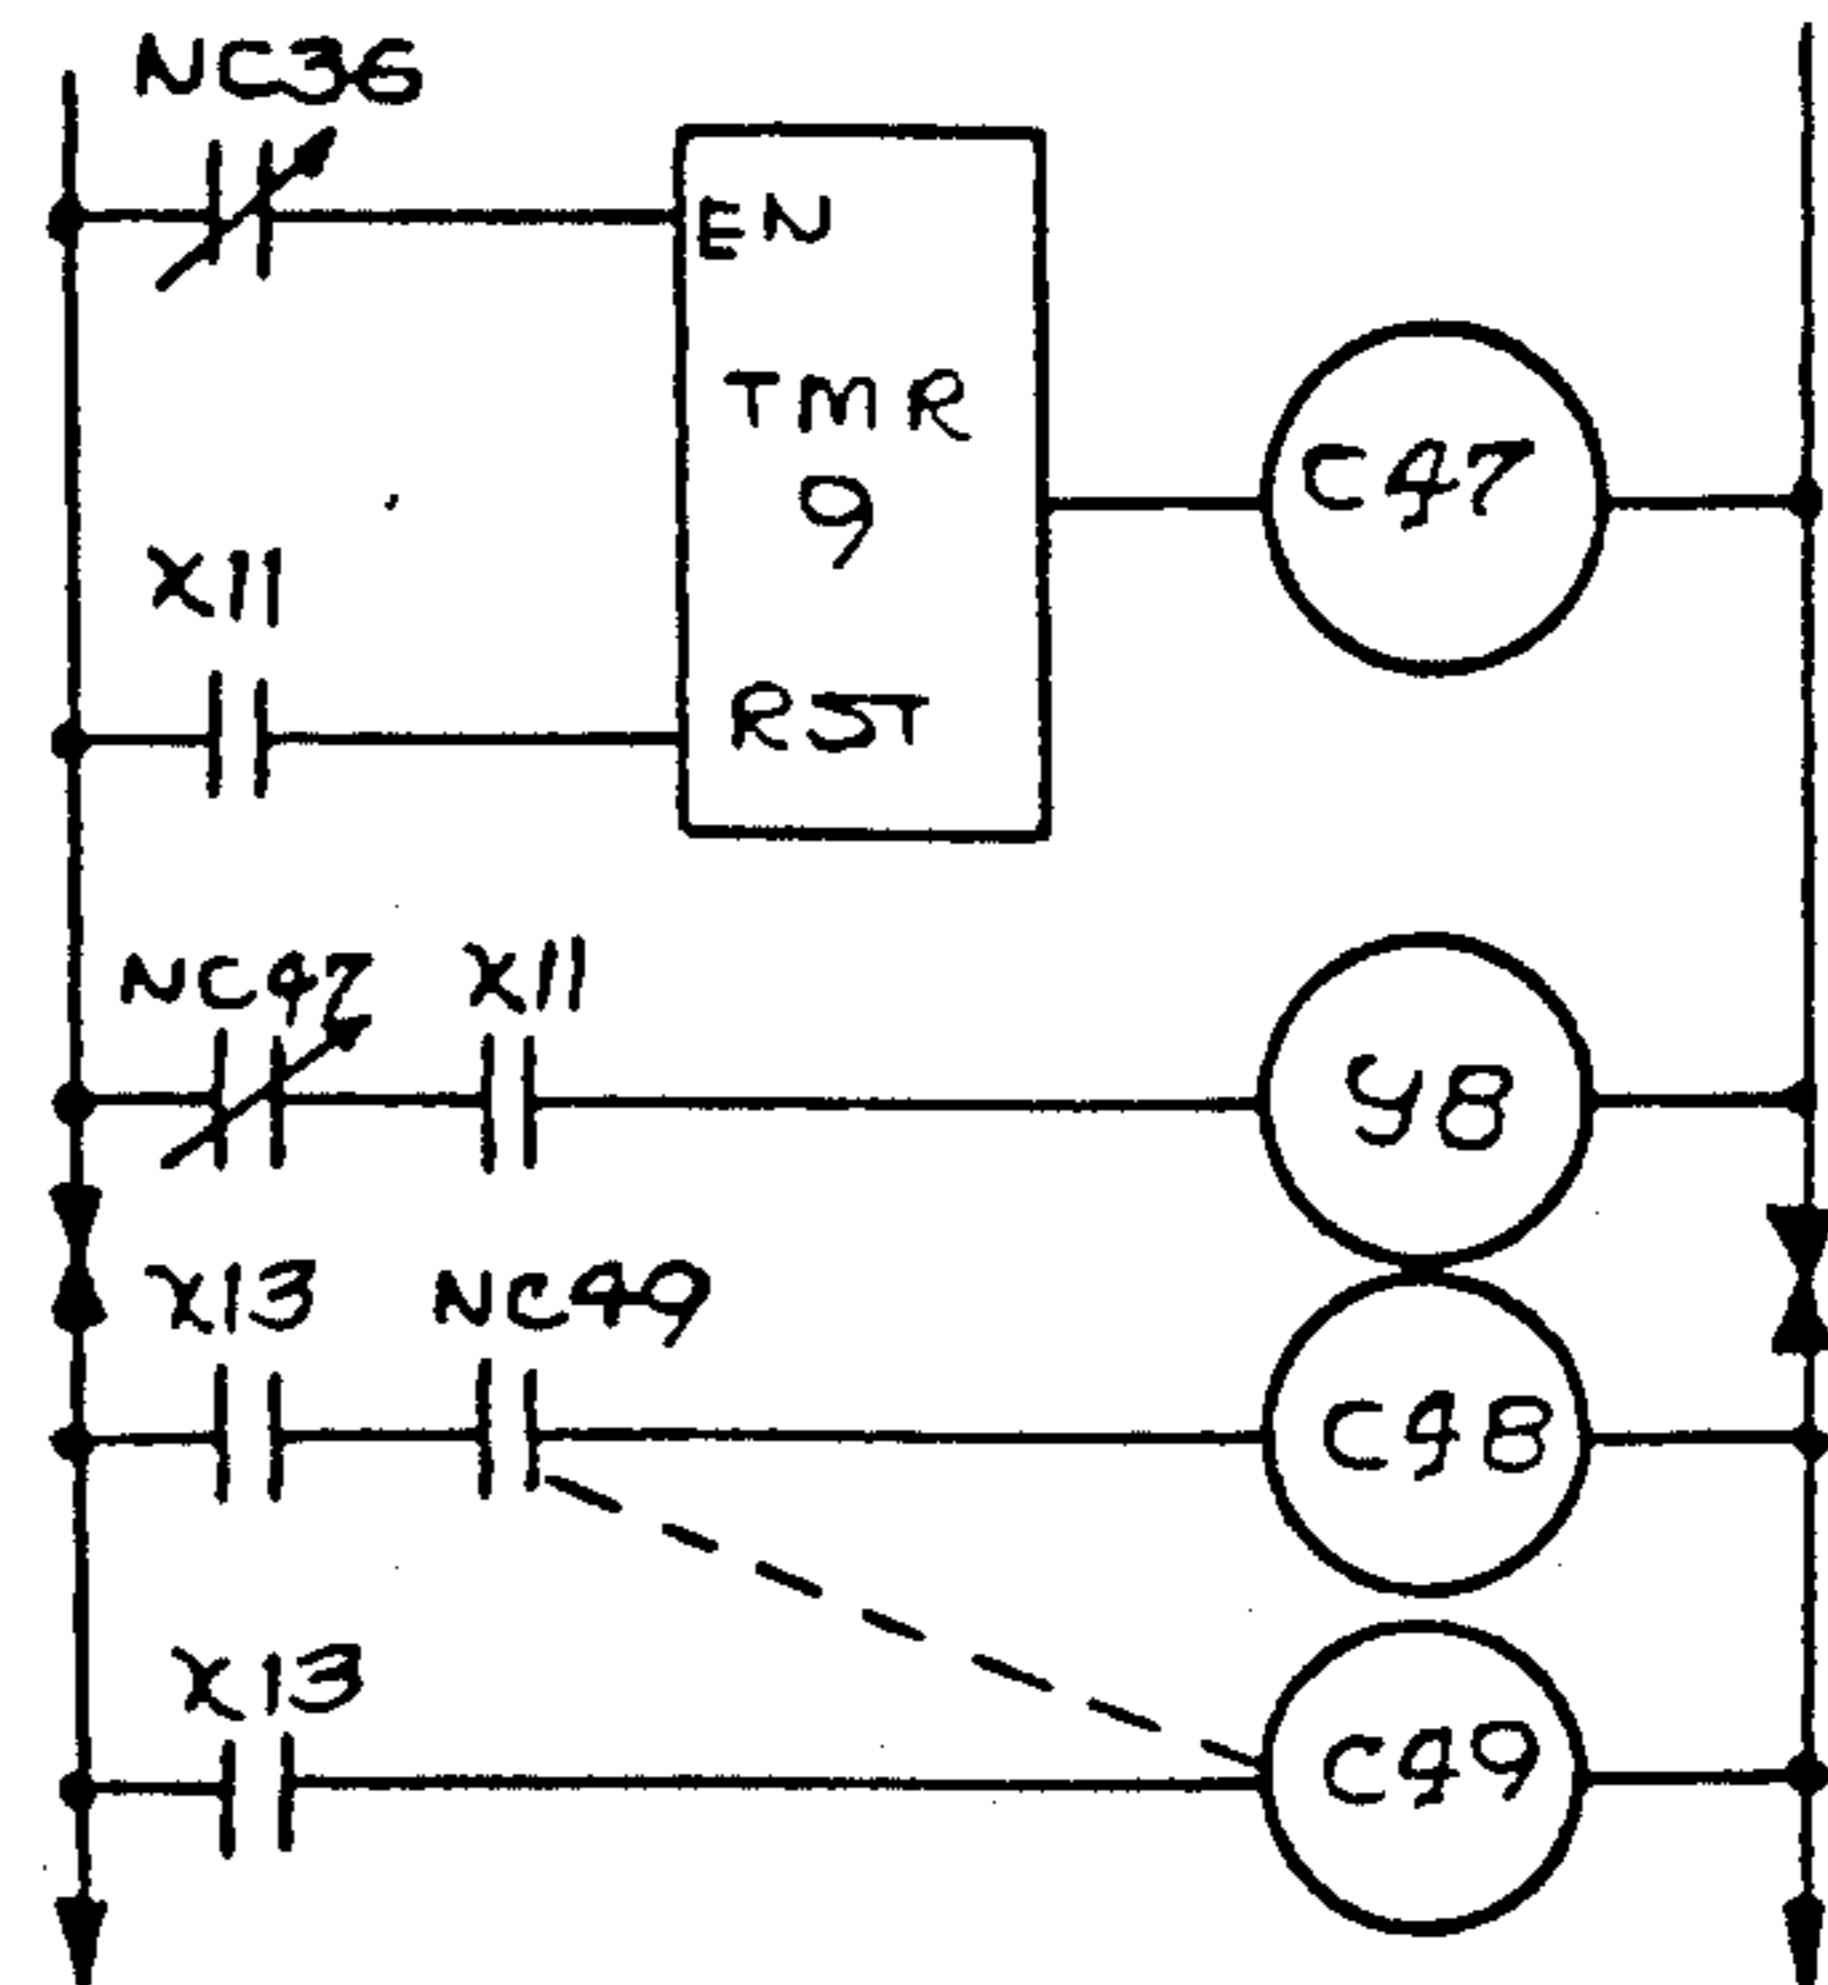 NC36
EN
TMR
9
C47
X11
RST
NC47 X11
Y8
X13 NC49
C48
X13
C49